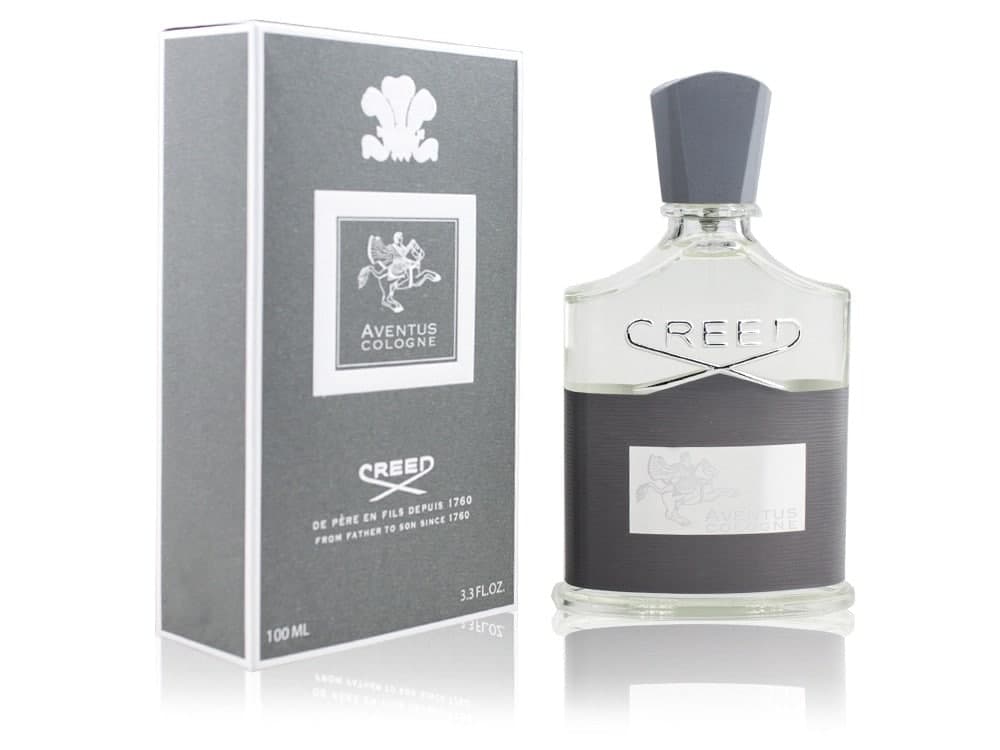 AVENTUS
COLOGNE
CREED
DE PÈRE EN FILS DEPUIS 1760
FROM FATHER TO SON SINCE 1760
3.3 FL.OZ.
100 ML
CREED
AVENTUS
COLOGNE